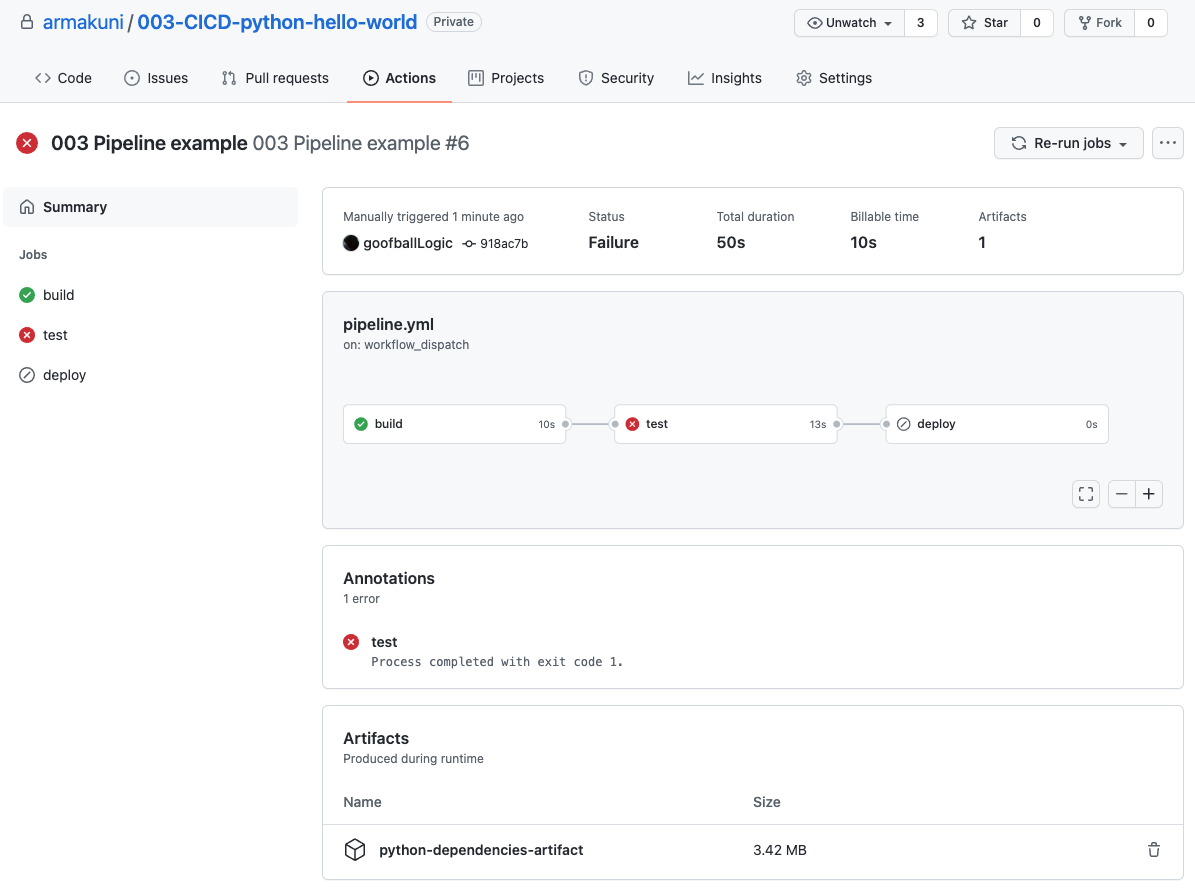 armakuni / 003-CICD-python-hello-world Private Unwatch 3 Star 0 Fork 0
Code Issues Pull requests Actions Projects Security Insights Settings
003 Pipeline example 003 Pipeline example #6 Re-run jobs ...
Summary
Jobs
build
test
deploy
Manually triggered 1 minute ago Status Total duration Billable time Artifacts
goofballLogic 918ac7b Failure 50s 10s 1
pipeline.yml
on: workflow_dispatch
build 10s test 13s deploy 0s
Annotations
1 error
test
Process completed with exit code 1.
Artifacts
Produced during runtime
Name Size
python-dependencies-artifact 3.42 MB